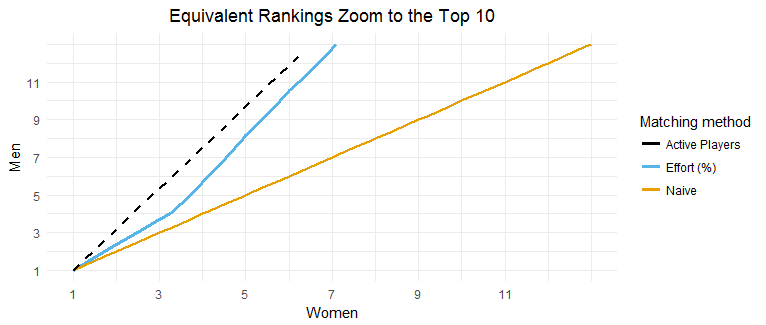 Equivalent Rankings Zoom to the Top 10
Men
11
9
7
5
3
1
1 3 5 7 9 11
Women
Matching method
Active Players
Effort (%)
Naive